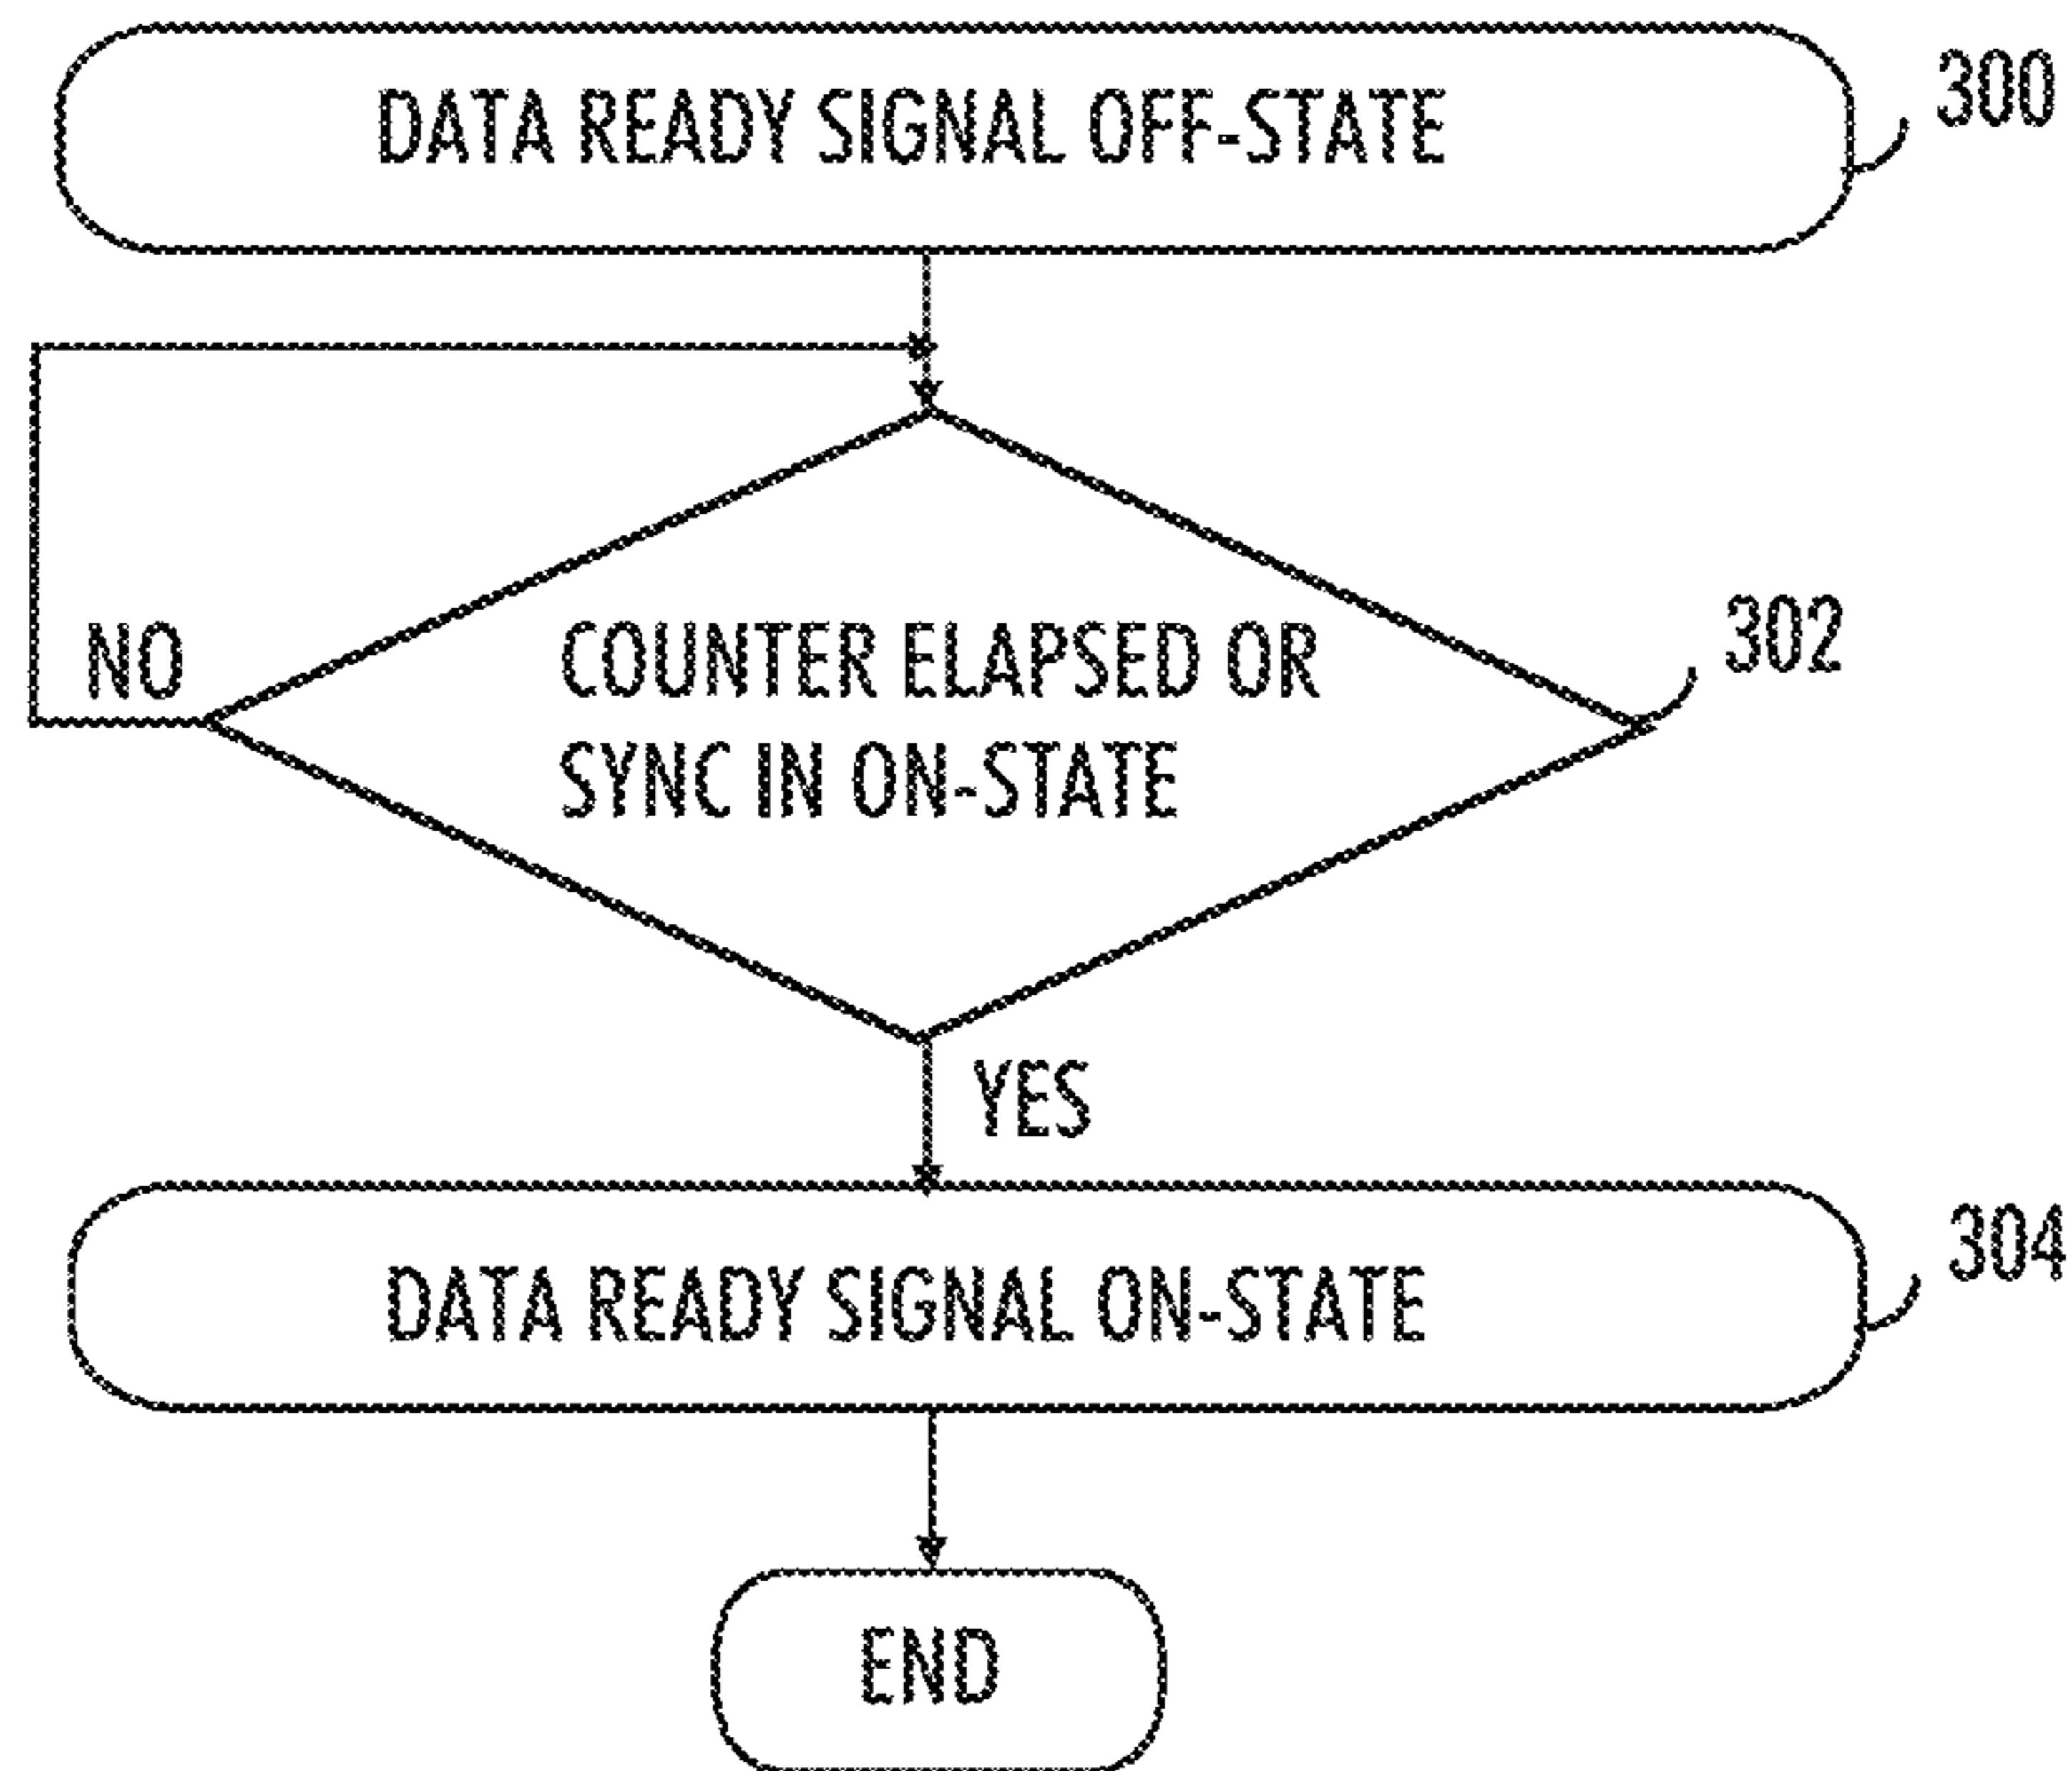 DATA READY SIGNAL OFF-STATE
300
NO
COUNTER ELAPSED OR
SYNC IN ON-STATE
302
YES
DATA READY SIGNAL ON-STATE
304
END